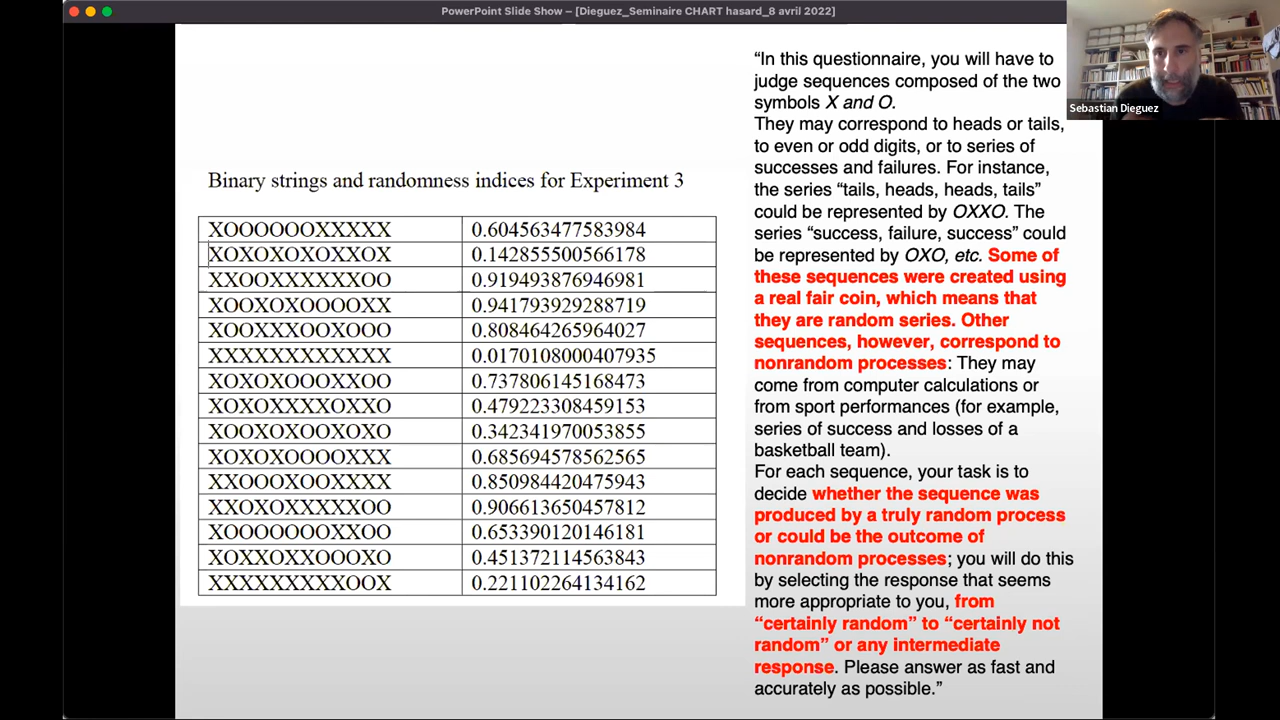 PowerPoint Slide Show – [Dieguez_Seminaire CHART hasard_8 avril 2022]
Sebastian Dieguez
Binary strings and randomness indices for Experiment 3
XOOOOOOXXXXX 0.604563477583984
XOXOXOXOXXOX 0.142855500566178
XXOOXXXXXXOO 0.919493876946981
XOOXOXOOOOXX 0.941793929288719
XOOXXXOOXOOO 0.808464265964027
XXXXXXXXXXXX 0.0170108000407935
XOXOXOOOXXOO 0.737806145168473
XOXOXXXXOXXO 0.479223308459153
XOOXOXOOXOXO 0.342341970053855
XOXOXOOOOXXX 0.685694578562565
XXOOOXOOXXXX 0.850984420475943
XXOXOXXXXXOO 0.906613650457812
XOOOOOOOXXOO 0.653390120146181
XOXXOXXOOOXO 0.451372114563843
XXXXXXXXXOOX 0.221102264134162
“In this questionnaire, you will have to
judge sequences composed of the two
symbols X and O.
They may correspond to heads or tails,
to even or odd digits, or to series of
successes and failures. For instance,
the series “tails, heads, heads, tails”
could be represented by OXXO. The
series “success, failure, success” could
be represented by OXO, etc. Some of
these sequences were created using
a real fair coin, which means that
they are random series. Other
sequences, however, correspond to
nonrandom processes: They may
come from computer calculations or
from sport performances (for example,
series of success and losses of a
basketball team).
For each sequence, your task is to
decide whether the sequence was
produced by a truly random process
or could be the outcome of
nonrandom processes; you will do this
by selecting the response that seems
more appropriate to you, from
“certainly random” to “certainly not
random” or any intermediate
response. Please answer as fast and
accurately as possible.”